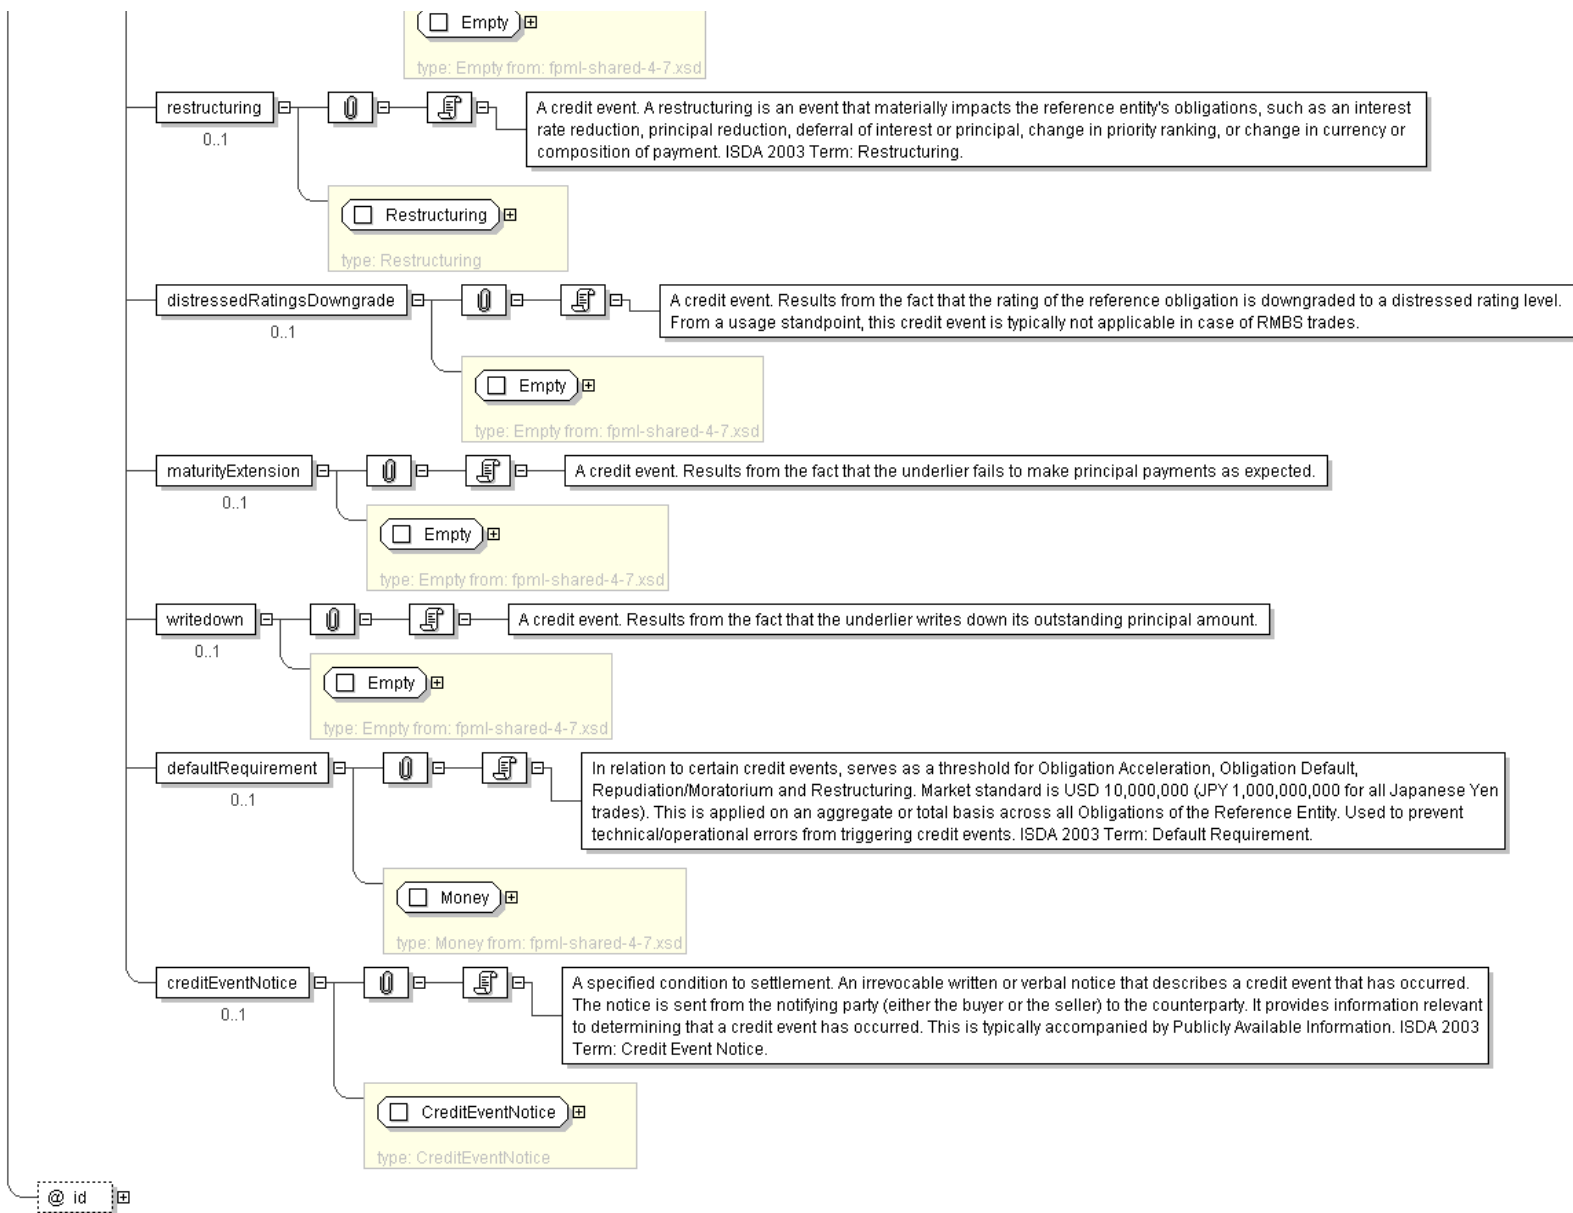 Empty
type: Empty from: fpml-shared-4-7.xsd
restructuring
0..1
A credit event. A restructuring is an event that materially impacts the reference entity's obligations, such as an interest
rate reduction, principal reduction, deferral of interest or principal, change in priority ranking, or change in currency or
composition of payment. ISDA 2003 Term: Restructuring.
Restructuring
type: Restructuring
distressedRatingsDowngrade
0..1
A credit event. Results from the fact that the rating of the reference obligation is downgraded to a distressed rating level.
From a usage standpoint, this credit event is typically not applicable in case of RMBS trades.
Empty
type: Empty from: fpml-shared-4-7.xsd
maturityExtension
0..1
A credit event. Results from the fact that the underlier fails to make principal payments as expected.
Empty
type: Empty from: fpml-shared-4-7.xsd
writedown
0..1
A credit event. Results from the fact that the underlier writes down its outstanding principal amount.
Empty
type: Empty from: fpml-shared-4-7.xsd
defaultRequirement
0..1
In relation to certain credit events, serves as a threshold for Obligation Acceleration, Obligation Default,
Repudiation/Moratorium and Restructuring. Market standard is USD 10,000,000 (JPY 1,000,000,000 for all Japanese Yen
trades). This is applied on an aggregate or total basis across all Obligations of the Reference Entity. Used to prevent
technical/operational errors from triggering credit events. ISDA 2003 Term: Default Requirement.
Money
type: Money from: fpml-shared-4-7.xsd
creditEventNotice
0..1
A specified condition to settlement. An irrevocable written or verbal notice that describes a credit event that has occurred.
The notice is sent from the notifying party (either the buyer or the seller) to the counterparty. It provides information relevant
to determining that a credit event has occurred. This is typically accompanied by Publicly Available Information. ISDA 2003
Term: Credit Event Notice.
CreditEventNotice
type: CreditEventNotice
@ id